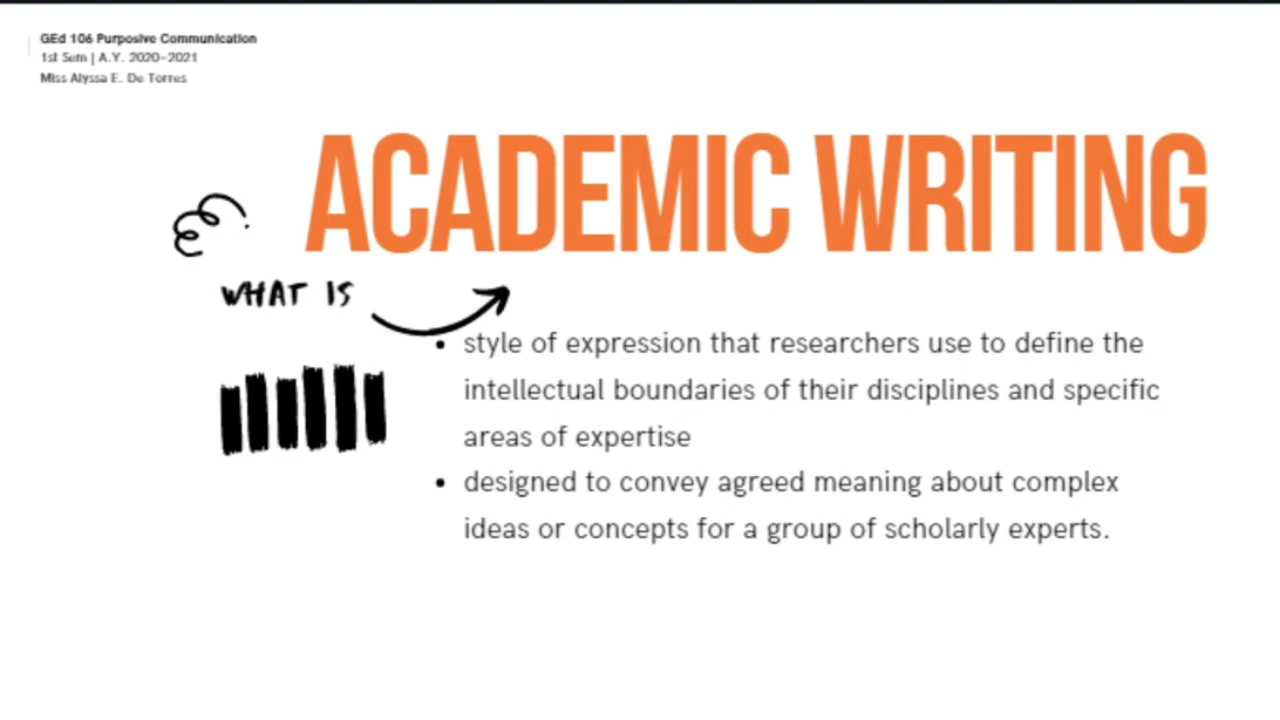 GEd 106 Purposive Communication
1st Sem | A.Y. 2020-2021
Miss Alyssa E. De Torres
ACADEMIC WRITING
WHAT IS
• style of expression that researchers use to define the
intellectual boundaries of their disciplines and specific
areas of expertise
• designed to convey agreed meaning about complex
ideas or concepts for a group of scholarly experts.